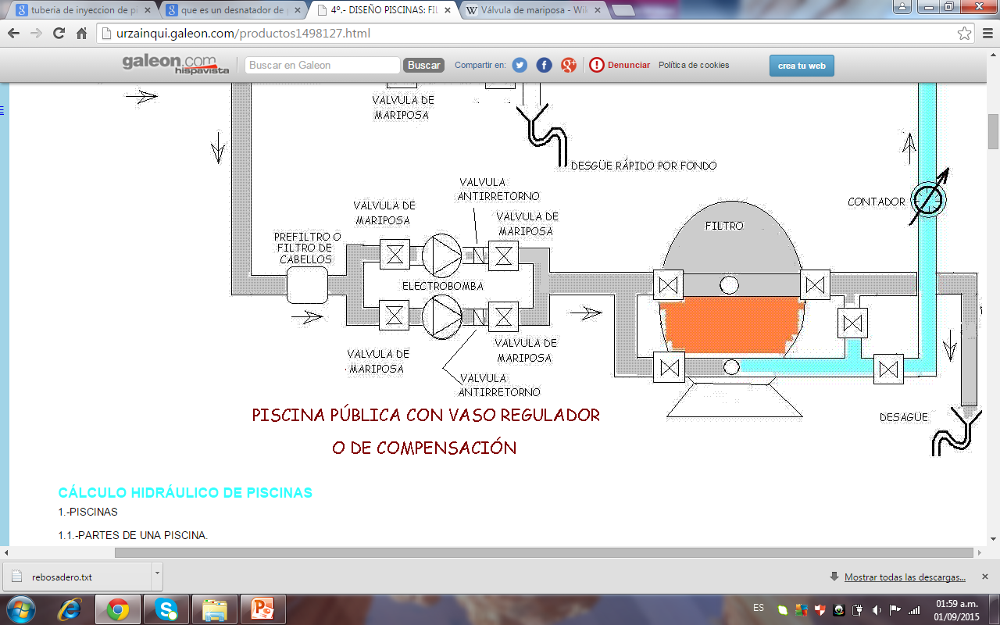 tuberia de inyeccion de pi
que es un desnatador de
4º.- DISEÑO PISCINAS: FIL
Válvula de mariposa - Wik
urzainqui.galeon.com/productos1498127.html
galeon.com
hispavista
Buscar en Galeon
Buscar
Compartir en:
Denunciar
Política de cookies
crea tu web
E
VALVULA DE
MARIPOSA
DESGÜE RÁPIDO POR FONDO
VALVULA
ANTIRRETORNO
VALVULA DE
MARIPOSA
VALVULA DE
MARIPOSA
CONTADOR
FILTRO
PREFILTRO O
FILTRO DE
CABELLOS
ELECTROBOMBA
VALVULA DE
MARIPOSA
VALVULA DE
MARIPOSA
VALVULA
ANTIRRETORNO
DESAGÜE
PISCINA PÚBLICA CON VASO REGULADOR
O DE COMPENSACIÓN
CÁLCULO HIDRÁULICO DE PISCINAS
1.-PISCINAS
1.1.-PARTES DE UNA PISCINA.
rebosadero.txt
Mostrar todas las descargas...
ES
01:59 a.m.
01/09/2015